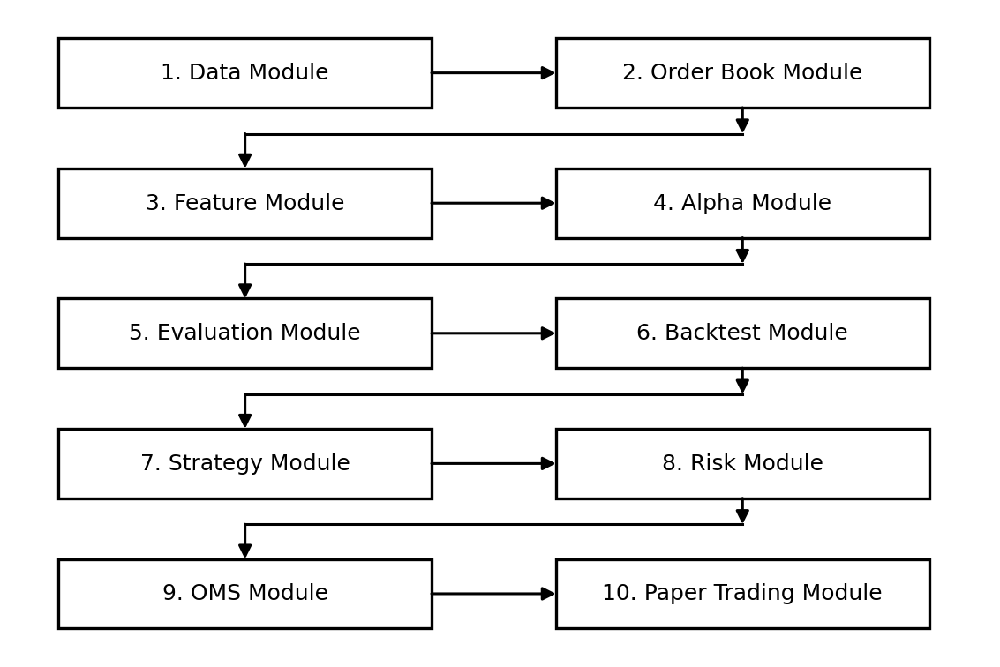 1. Data Module
2. Order Book Module
3. Feature Module
4. Alpha Module
5. Evaluation Module
6. Backtest Module
7. Strategy Module
8. Risk Module
9. OMS Module
10. Paper Trading Module